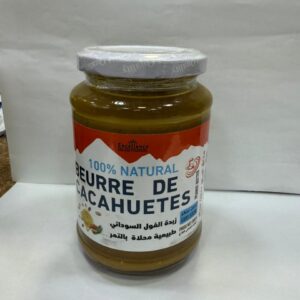 100% NATURAL
BEURRE DE
CACAHUETES
زبدة الفول السوداني
طبيعية محلاة بالتمر